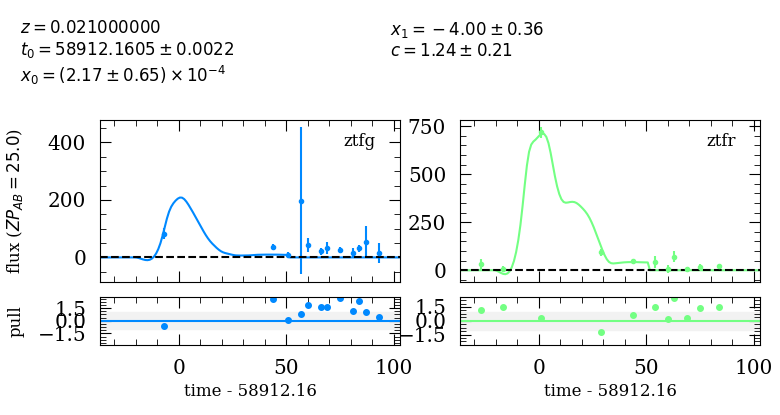 z = 0.021000000
t₀ = 58912.1605 ± 0.0022
x₀ = (2.17 ± 0.65) × 10⁻⁴
x₁ = −4.00 ± 0.36
c = 1.24 ± 0.21
flux (ZP_AB = 25.0)
400
200
0
ztfg
750
500
250
0
ztfr
pull
1.5
0.0
−1.5
1.5
0.0
−1.5
0 50 100
0 50 100
time - 58912.16
time - 58912.16